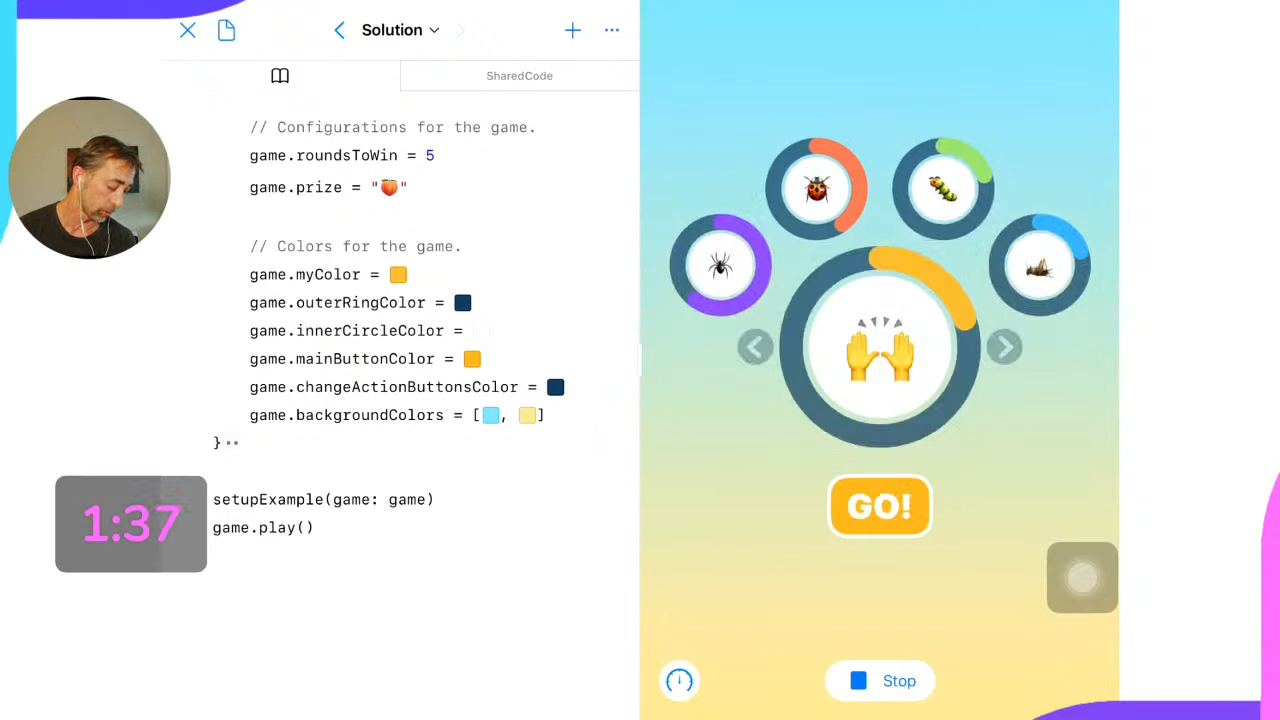 Solution
SharedCode
// Configurations for the game.
game.roundsToWin = 5
game.prize = "🍑"
// Colors for the game.
game.myColor =
game.outerRingColor =
game.innerCircleColor =
game.mainButtonColor =
game.changeActionButtonsColor =
game.backgroundColors = [ , ]
}
setupExample(game: game)
game.play()
1:37
GO!
Stop